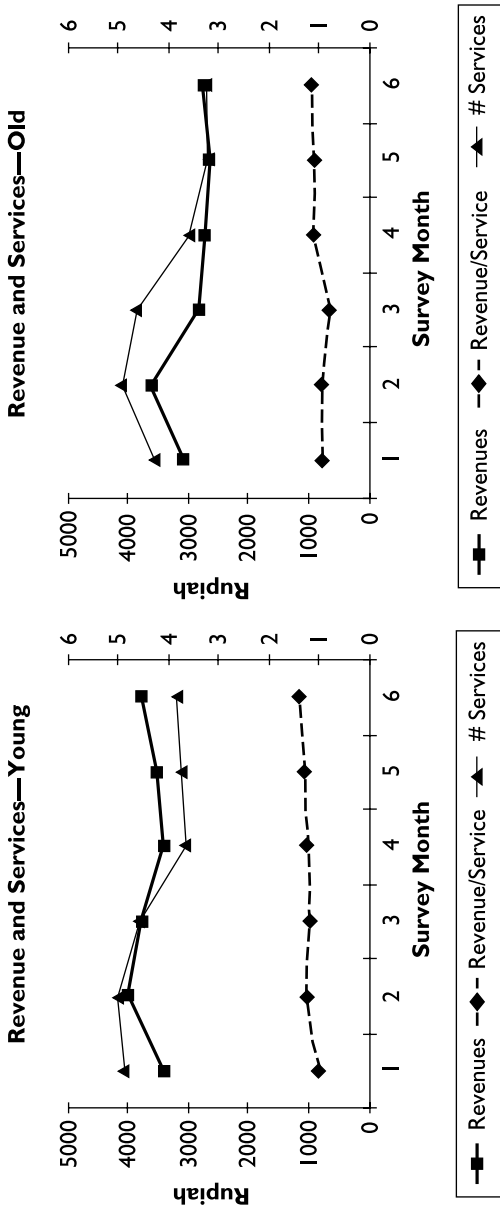 Revenue and Services—Young
5000
4000
3000
2000
1000
0
Rupiah
6
5
4
3
2
1
0
1 2 3 4 5 6
Survey Month
Revenues Revenue/Service # Services
Revenue and Services—Old
5000
4000
3000
2000
1000
0
Rupiah
6
5
4
3
2
1
0
1 2 3 4 5 6
Survey Month
Revenues Revenue/Service # Services